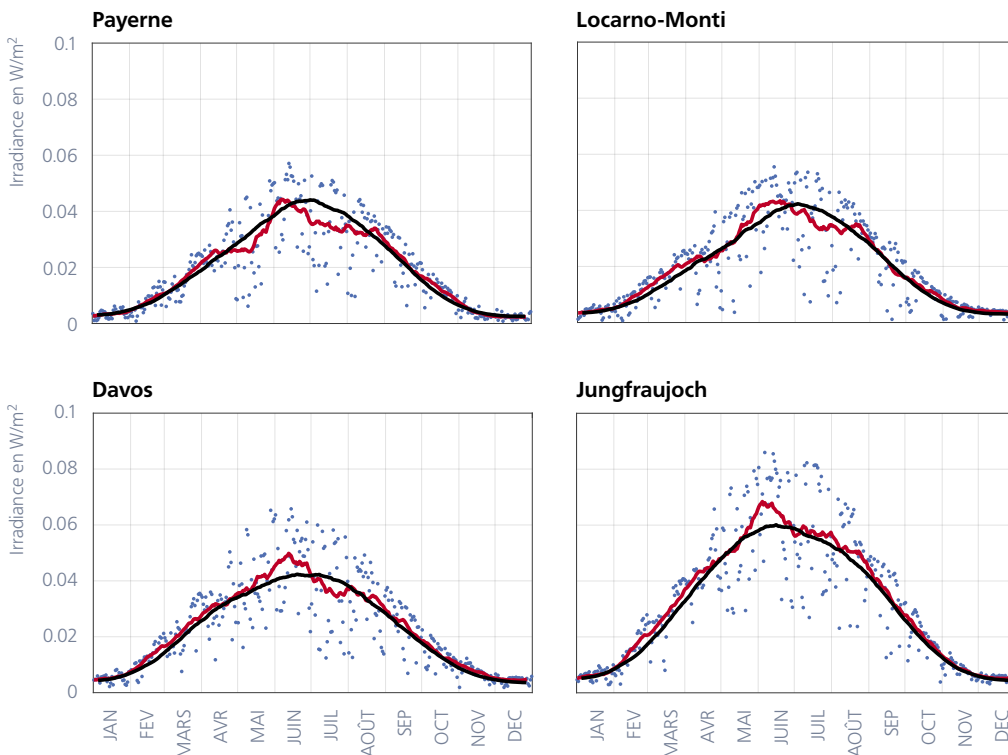 Payerne
Locarno-Monti
Irradiance en W/m²
0.1
0.08
0.06
0.04
0.02
0
Davos
Jungfraujoch
Irradiance en W/m²
0.1
0.08
0.06
0.04
0.02
0
JAN FEV MARS AVR MAI JUIN JUIL AOÛT SEP OCT NOV DEC
JAN FEV MARS AVR MAI JUIN JUIL AOÛT SEP OCT NOV DEC